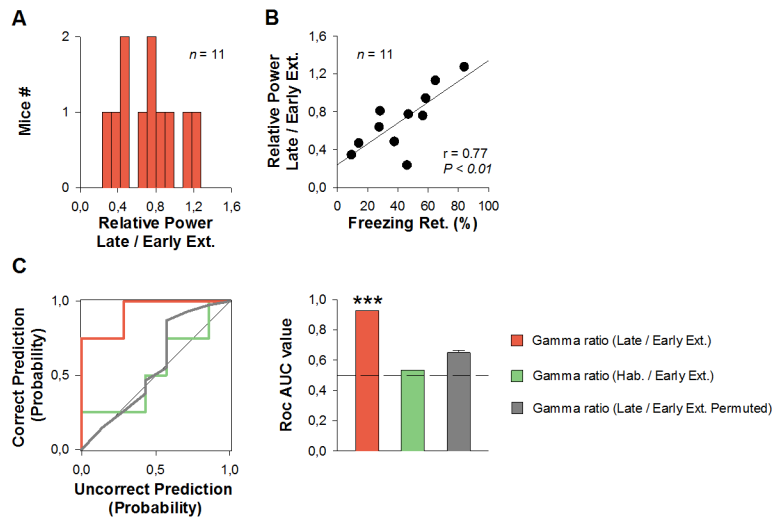 A
Mice #
2
1
0
n = 11
0,0 0,4 0,8 1,2 1,6
Relative Power
Late / Early Ext.
B
Relative Power
Late / Early Ext.
1,6
1,2
0,8
0,4
0,0
n = 11
r = 0.77
P < 0.01
0 20 40 60 80 100
Freezing Ret. (%)
C
Correct Prediction
(Probability)
1,0
0,5
0,0
0,0 0,5 1,0
Uncorrect Prediction
(Probability)
Roc AUC value
1,0
0,8
0,6
0,4
0,2
0,0
***
Gamma ratio (Late / Early Ext.)
Gamma ratio (Hab. / Early Ext.)
Gamma ratio (Late / Early Ext. Permuted)